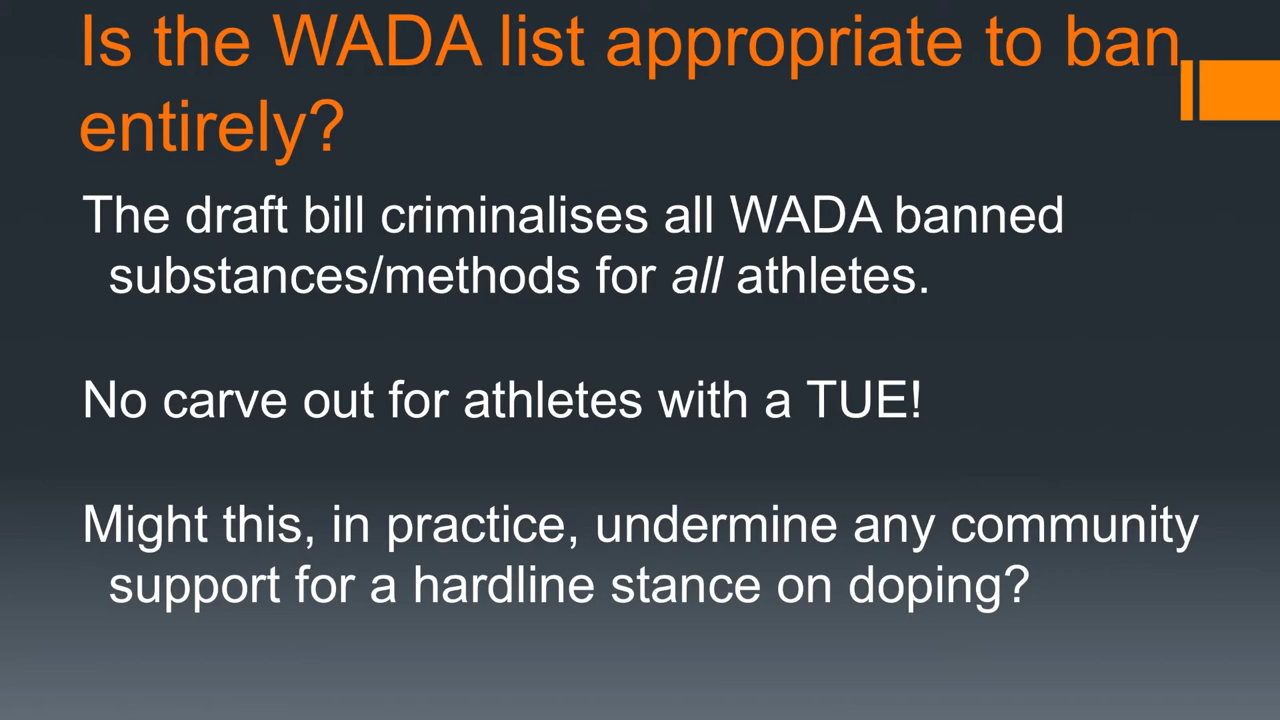 Is the WADA list appropriate to ban
entirely?
The draft bill criminalises all WADA banned
substances/methods for all athletes.
No carve out for athletes with a TUE!
Might this, in practice, undermine any community
support for a hardline stance on doping?